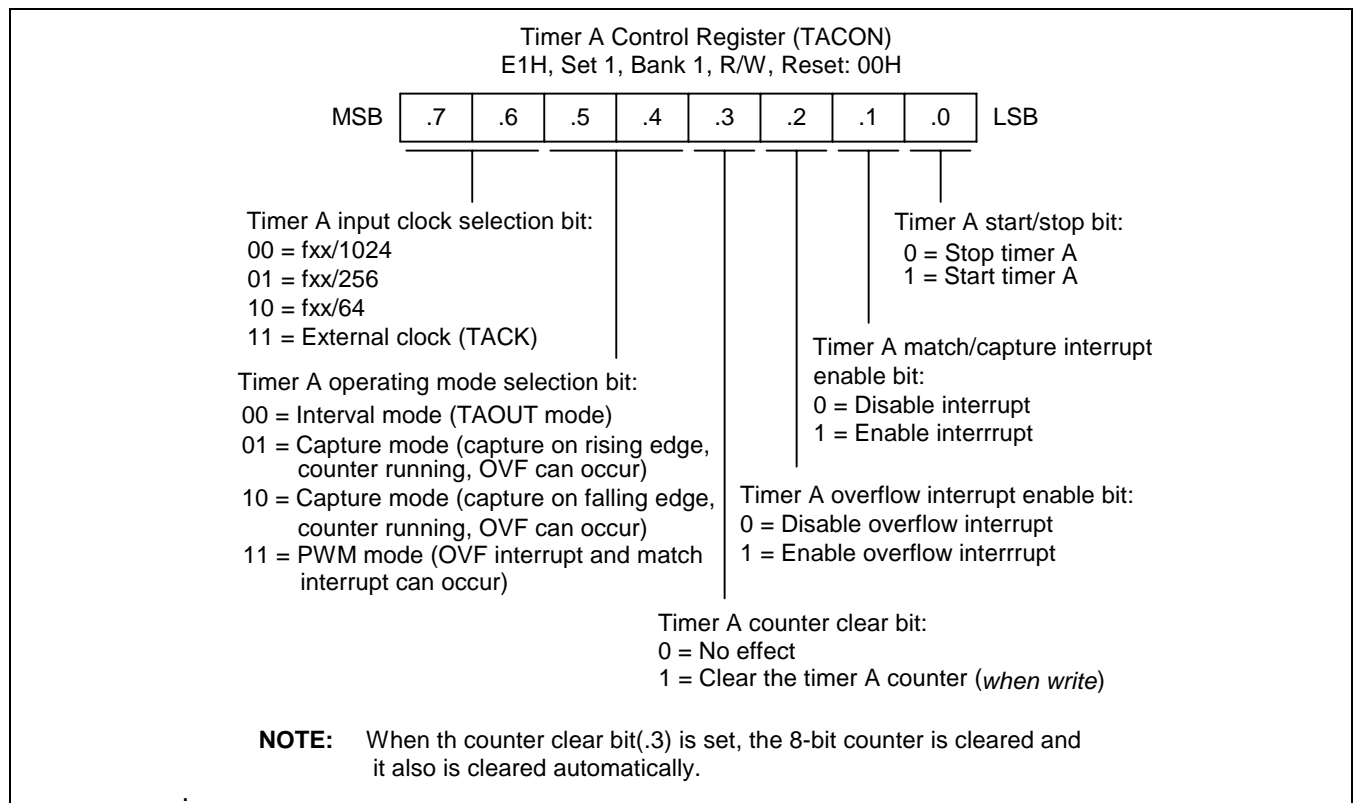 Timer A Control Register (TACON)
E1H, Set 1, Bank 1, R/W, Reset: 00H
MSB .7 .6 .5 .4 .3 .2 .1 .0 LSB
Timer A input clock selection bit:
00 = fxx/1024
01 = fxx/256
10 = fxx/64
11 = External clock (TACK)
Timer A operating mode selection bit:
00 = Interval mode (TAOUT mode)
01 = Capture mode (capture on rising edge,
counter running, OVF can occur)
10 = Capture mode (capture on falling edge,
counter running, OVF can occur)
11 = PWM mode (OVF interrupt and match
interrupt can occur)
Timer A start/stop bit:
0 = Stop timer A
1 = Start timer A
Timer A match/capture interrupt
enable bit:
0 = Disable interrupt
1 = Enable interrrupt
Timer A overflow interrupt enable bit:
0 = Disable overflow interrupt
1 = Enable overflow interrrupt
Timer A counter clear bit:
0 = No effect
1 = Clear the timer A counter (when write)
NOTE: When th counter clear bit(.3) is set, the 8-bit counter is cleared and
it also is cleared automatically.